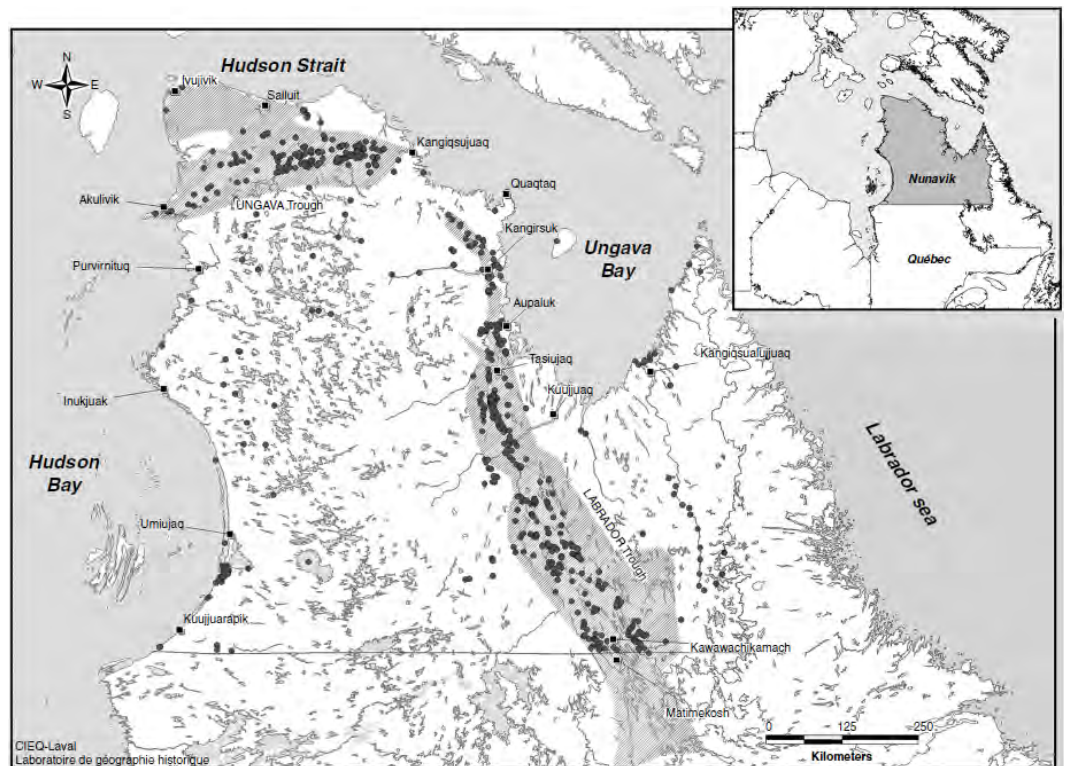 Hudson Strait
N
W
E
S
Ivujivik
Salluit
Kangiqsujuaq
Quaqtaq
Akulivik
UNGAVA Trough
Kangirsuk
Ungava
Bay
Purvirnituq
Aupaluk
Tasiujaq
Kangiqsualujjuaq
Kuujjuaq
Inukjuak
Hudson
Bay
Labrador sea
LABRADOR Trough
Umiujaq
Kuujjuarapik
Kawawachikamach
Matimekosh
0 125 250
Kilometers
CIEQ-Laval
Laboratoire de géographie historique
Nunavik
Québec